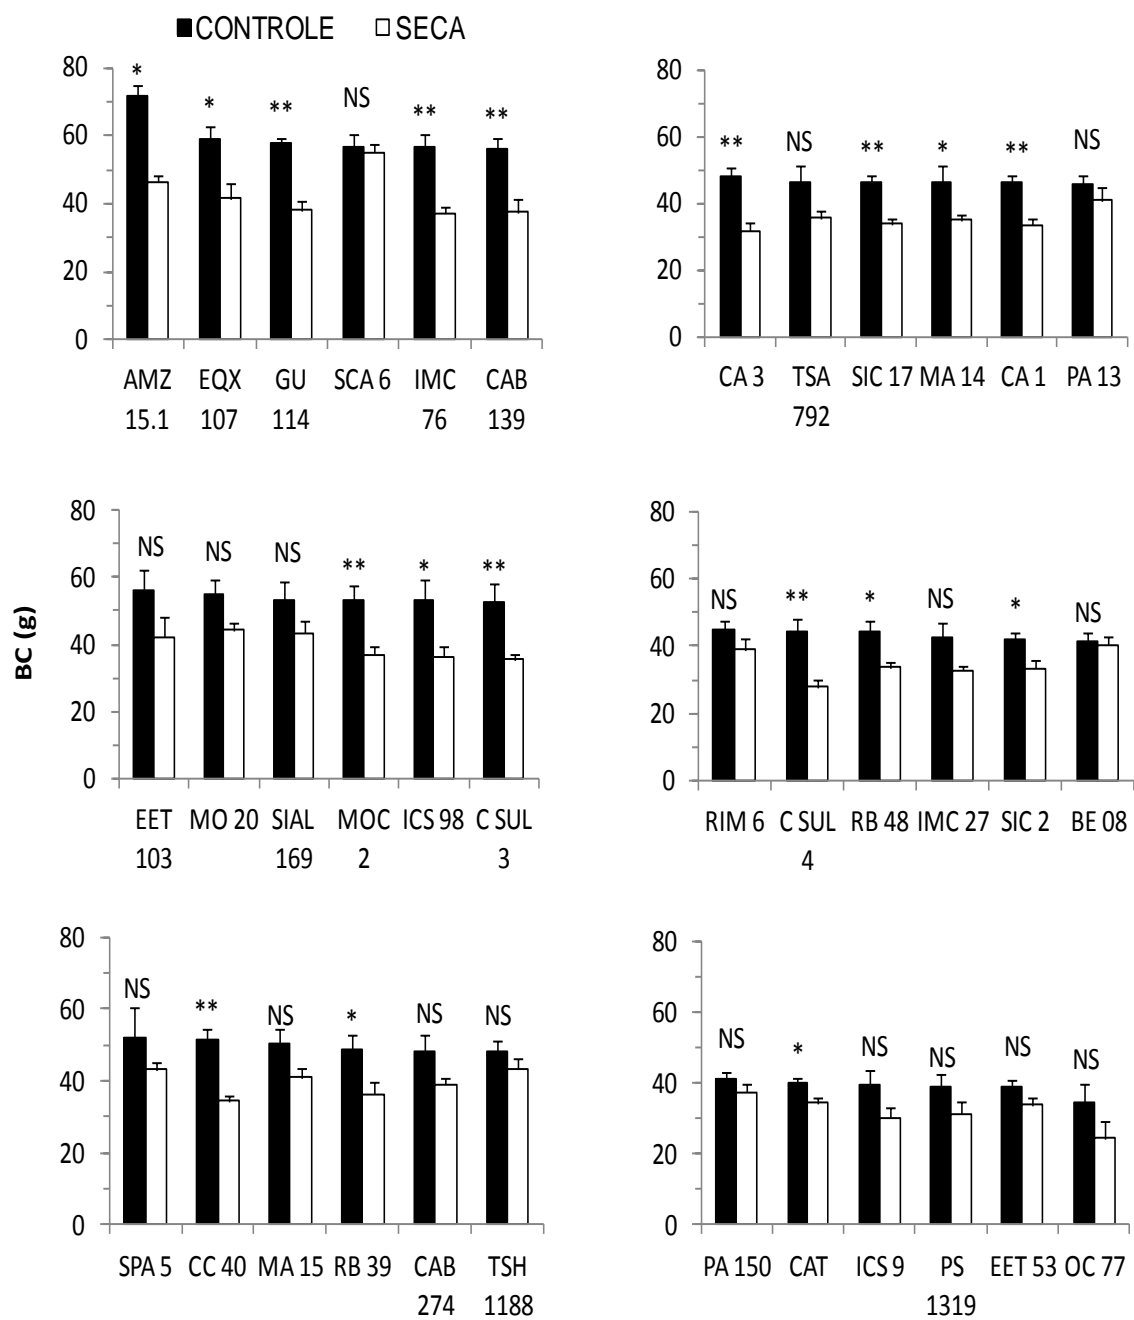 CONTROLE SECA
80
60
40
20
0
* * ** NS ** **
AMZ EQX GU SCA 6 IMC CAB
15.1 107 114 76 139
80
60
40
20
0
** NS ** * ** NS
CA 3 TSA SIC 17 MA 14 CA 1 PA 13
792
BC (g)
80
60
40
20
0
NS NS NS ** * **
EET MO 20 SIAL MOC ICS 98 C SUL
103 169 2 3
80
60
40
20
0
NS ** * NS * NS
RIM 6 C SUL RB 48 IMC 27 SIC 2 BE 08
4
80
60
40
20
0
NS ** NS * NS NS
SPA 5 CC 40 MA 15 RB 39 CAB TSH
274 1188
80
60
40
20
0
NS * NS NS NS NS
PA 150 CAT ICS 9 PS EET 53 OC 77
1319